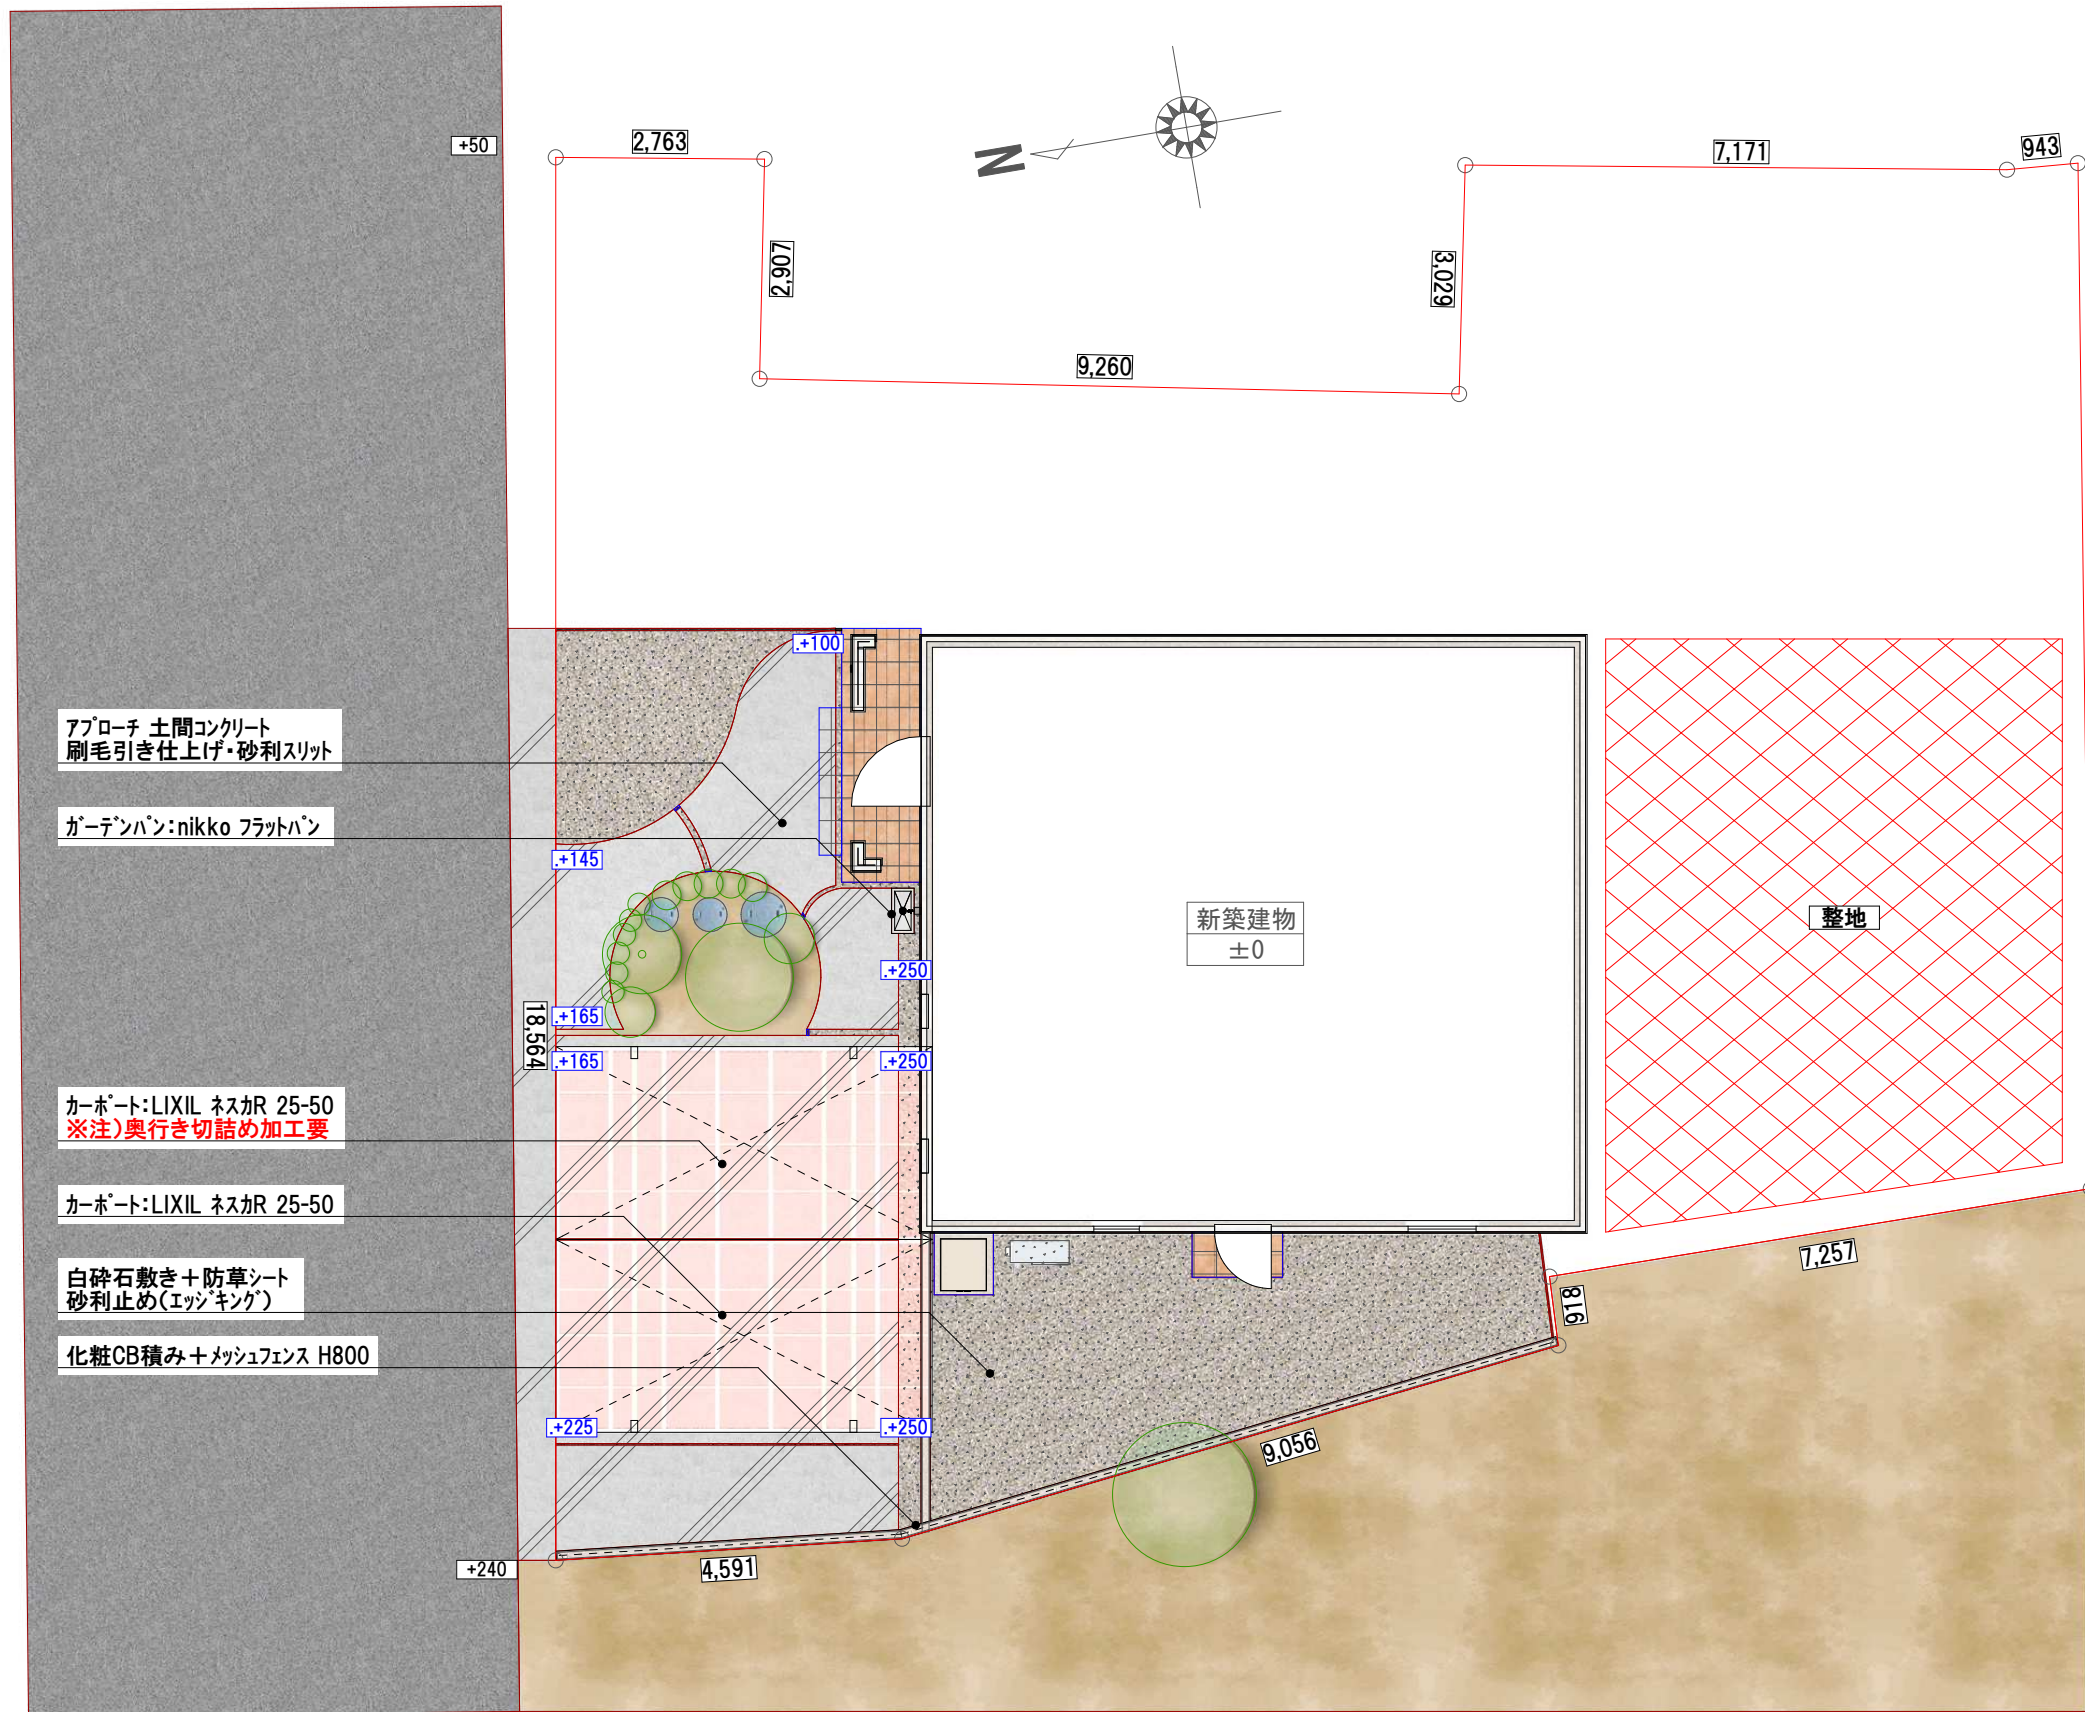 +50
2,763
N
7,171
943
2,907
3,029
9,260
.+100
アプローチ 土間コンクリート
刷毛引き仕上げ・砂利スリット
ガーデンパン:nikko フラットパン
.+145
新築建物
±0
整地
.+250
.+165
18,564
.+165
.+250
カーポート:LIXIL ネスカR 25-50
※注)奥行き切詰め加工要
カーポート:LIXIL ネスカR 25-50
白砕石敷き+防草シート
砂利止め(エッジキング)
化粧CB積み+メッシュフェンス H800
7,257
918
.+225
.+250
9,056
+240
4,591